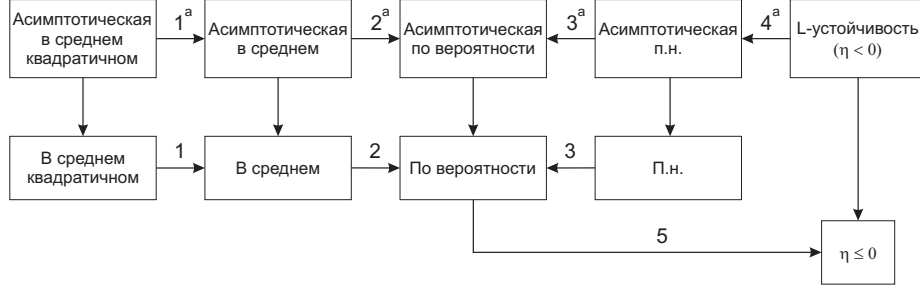 Асимптотическая
в среднем
квадратичном
1ª
Асимптотическая
в среднем
2ª
Асимптотическая
по вероятности
3ª
Асимптотическая
п.н.
4ª
L-устойчивость
(η < 0)
В среднем
квадратичном
1
В среднем
2
По вероятности
3
П.н.
5
η ≤ 0